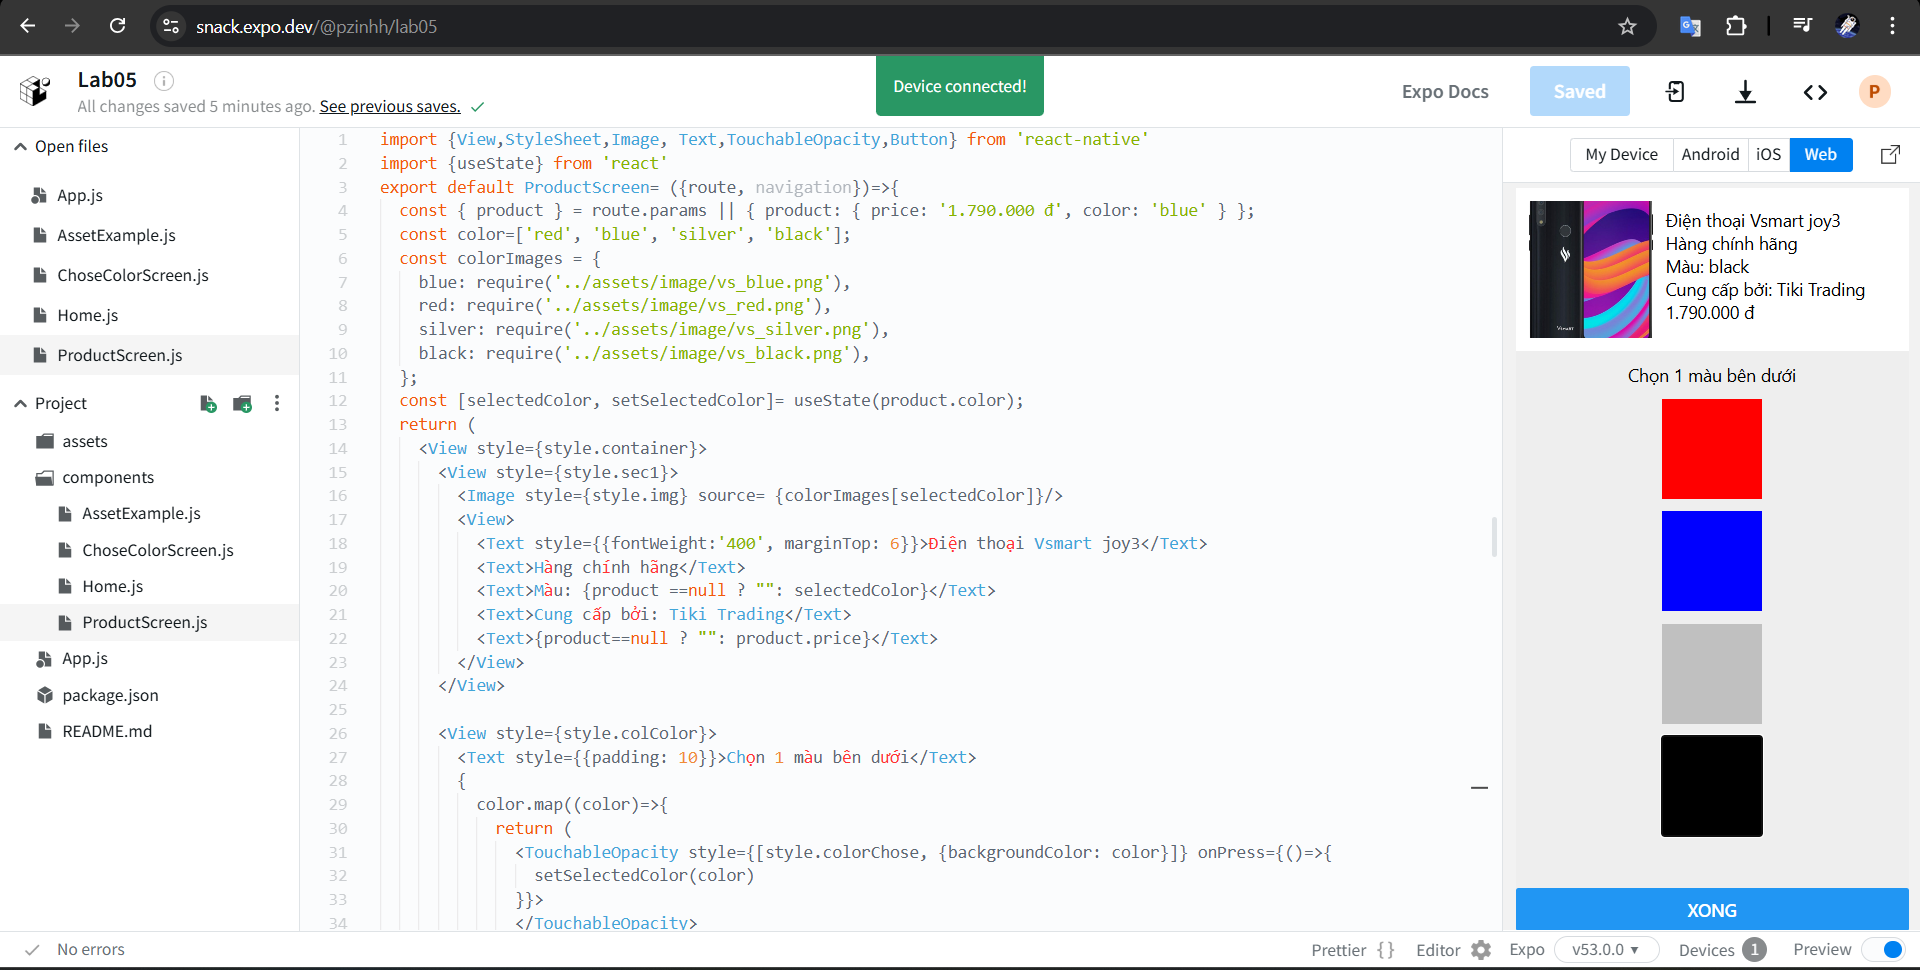 snack.expo.dev/@pzinhh/lab05
Lab05
All changes saved 5 minutes ago. See previous saves.
Device connected!
Expo Docs
Saved
P
Open files
App.js
AssetExample.js
ChoseColorScreen.js
Home.js
ProductScreen.js
Project
assets
components
AssetExample.js
ChoseColorScreen.js
Home.js
ProductScreen.js
App.js
package.json
README.md
1 import {View,StyleSheet,Image, Text,TouchableOpacity,Button} from 'react-native'
2 import {useState} from 'react'
3 export default ProductScreen= ({route, navigation})=>{
4 const { product } = route.params || { product: { price: '1.790.000 đ', color: 'blue' } };
5 const color=['red', 'blue', 'silver', 'black'];
6 const colorImages = {
7 blue: require('../assets/image/vs_blue.png'),
8 red: require('../assets/image/vs_red.png'),
9 silver: require('../assets/image/vs_silver.png'),
10 black: require('../assets/image/vs_black.png'),
11 };
12 const [selectedColor, setSelectedColor]= useState(product.color);
13 return (
14 <View style={style.container}>
15 <View style={style.sec1}>
16 <Image style={style.img} source= {colorImages[selectedColor]}/>
17 <View>
18 <Text style={{fontWeight:'400', marginTop: 6}}>Điện thoại Vsmart joy3</Text>
19 <Text>Hàng chính hãng</Text>
20 <Text>Màu: {product ==null ? "": selectedColor}</Text>
21 <Text>Cung cấp bởi: Tiki Trading</Text>
22 <Text>{product==null ? "": product.price}</Text>
23 </View>
24 </View>
25
26 <View style={style.colColor}>
27 <Text style={{padding: 10}}>Chọn 1 màu bên dưới</Text>
28 {
29 color.map((color)=>{
30 return (
31 <TouchableOpacity style={[style.colorChose, {backgroundColor: color}]} onPress={()=>{
32 setSelectedColor(color)
33 }}>
34 </TouchableOpacity>
My Device
Android
iOS
Web
VSMART
Điện thoại Vsmart joy3
Hàng chính hãng
Màu: black
Cung cấp bởi: Tiki Trading
1.790.000 đ
Chọn 1 màu bên dưới
XONG
No errors
Prettier {}
Editor
Expo
v53.0.0
Devices 1
Preview